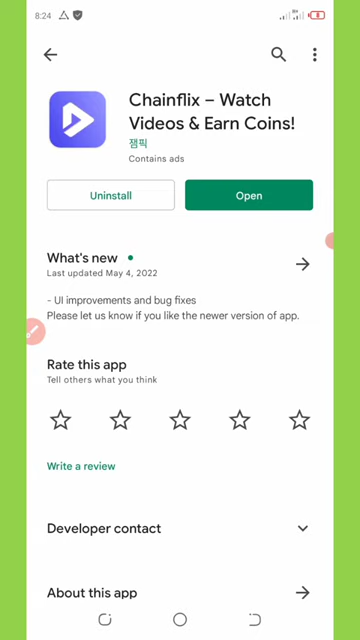 8:24
Chainflix – Watch
Videos & Earn Coins!
잼픽
Contains ads
Uninstall
Open
What's new
Last updated May 4, 2022
- UI improvements and bug fixes
Please let us know if you like the newer version of app.
Rate this app
Tell others what you think
Write a review
Developer contact
About this app